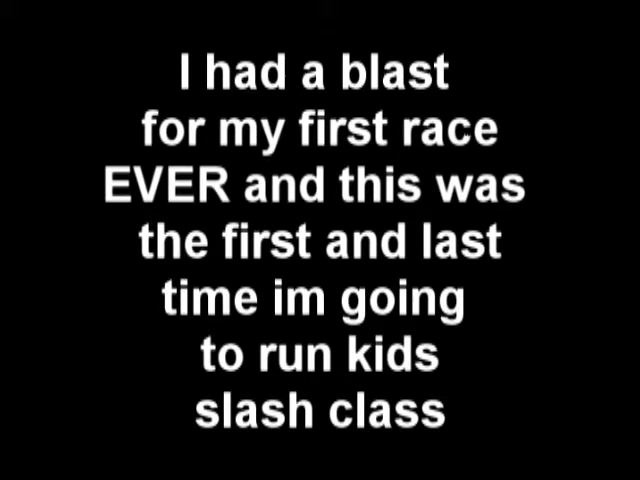 I had a blast
for my first race
EVER and this was
the first and last
time im going
to run kids
slash class